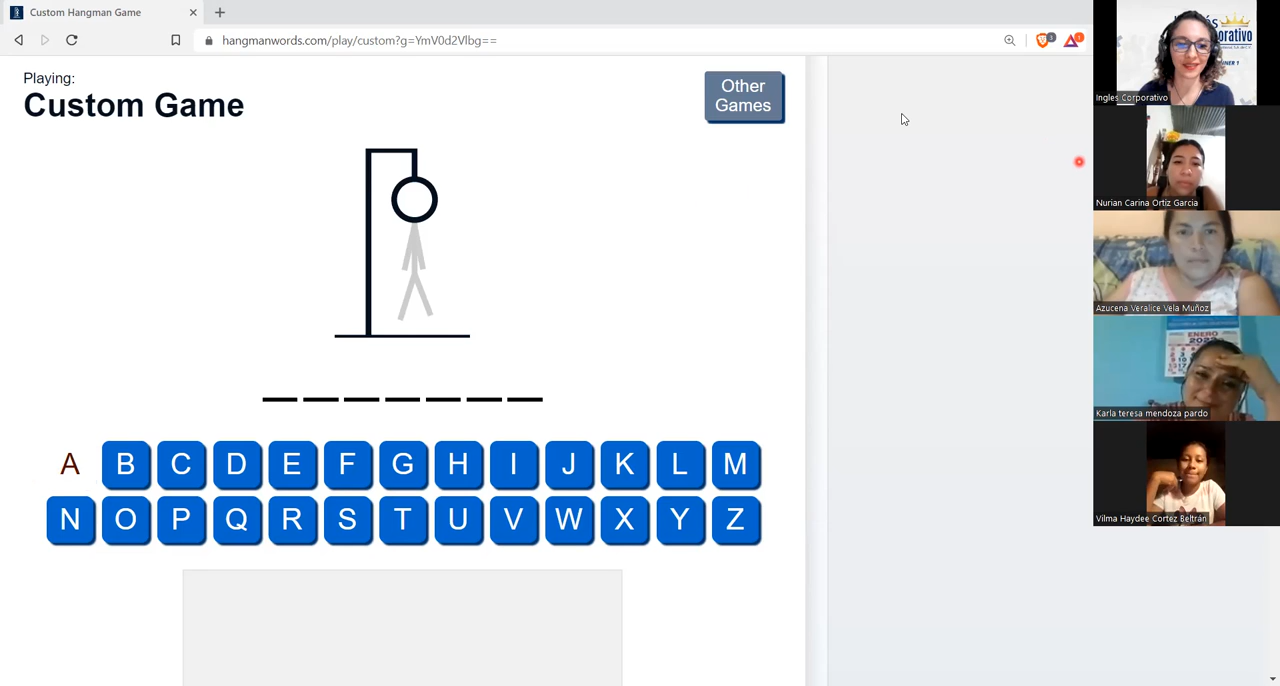 Custom Hangman Game
hangmanwords.com/play/custom?g=YmV0d2Vlbg==
Playing:
Custom Game
Other
Games
A B C D E F G H I J K L M
N O P Q R S T U V W X Y Z
Ingles Corporativo
Nurian Carina Ortiz Garcia
Azucena Veralice Vela Muñoz
ENERO
Karla teresa mendoza pardo
Vilma Haydee Cortez Beltrán